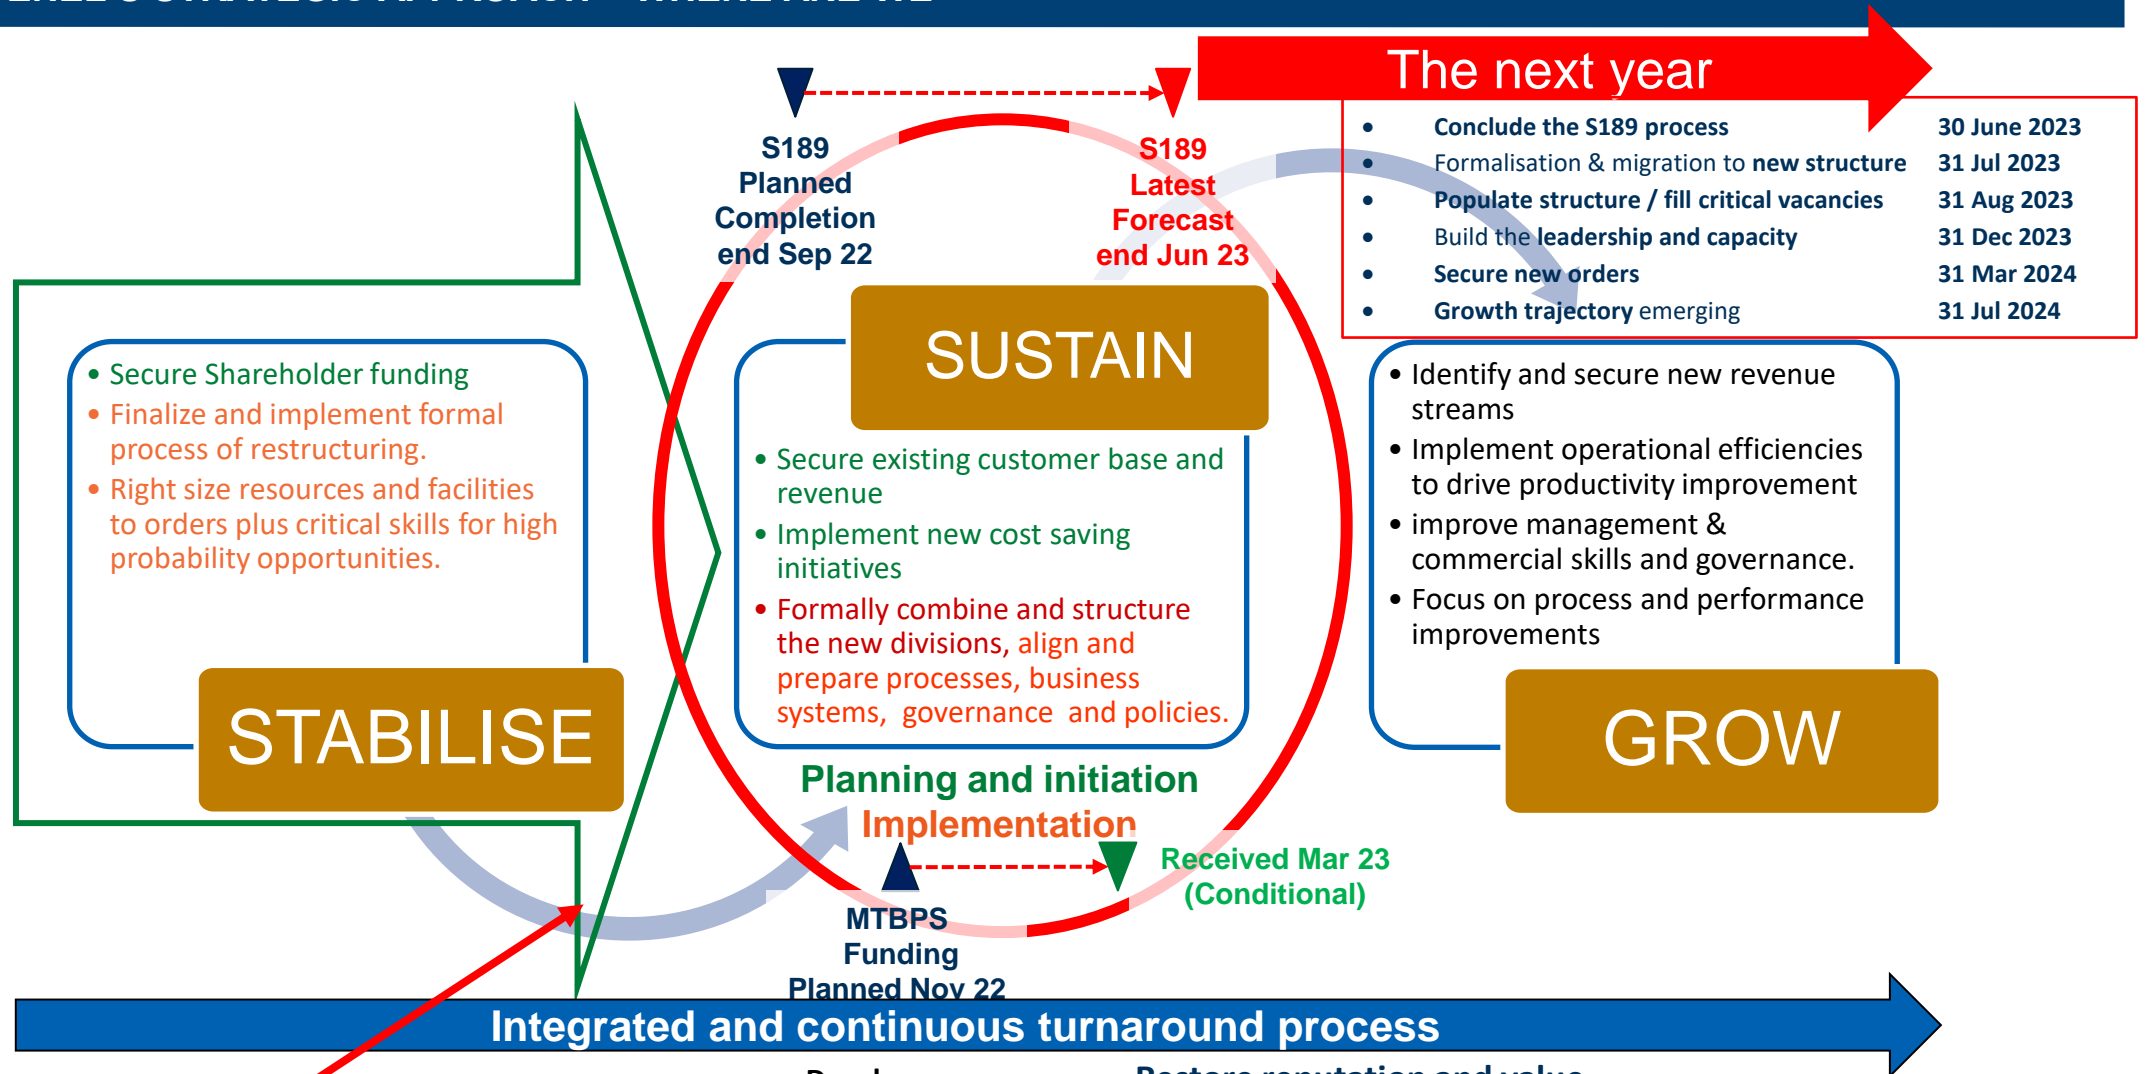 The next year
• Conclude the S189 process 30 June 2023
• Formalisation & migration to new structure 31 Jul 2023
• Populate structure / fill critical vacancies 31 Aug 2023
• Build the leadership and capacity 31 Dec 2023
• Secure new orders 31 Mar 2024
• Growth trajectory emerging 31 Jul 2024
S189
Planned
Completion
end Sep 22
S189
Latest
Forecast
end Jun 23
• Secure Shareholder funding
• Finalize and implement formal
process of restructuring.
• Right size resources and facilities
to orders plus critical skills for high
probability opportunities.
STABILISE
SUSTAIN
• Secure existing customer base and
revenue
• Implement new cost saving
initiatives
• Formally combine and structure
the new divisions, align and
prepare processes, business
systems, governance and policies.
Planning and initiation
Implementation
• Identify and secure new revenue
streams
• Implement operational efficiencies
to drive productivity improvement
• improve management &
commercial skills and governance.
• Focus on process and performance
improvements
GROW
Received Mar 23
(Conditional)
MTBPS
Funding
Planned Nov 22
Integrated and continuous turnaround process
Restore reputation and value